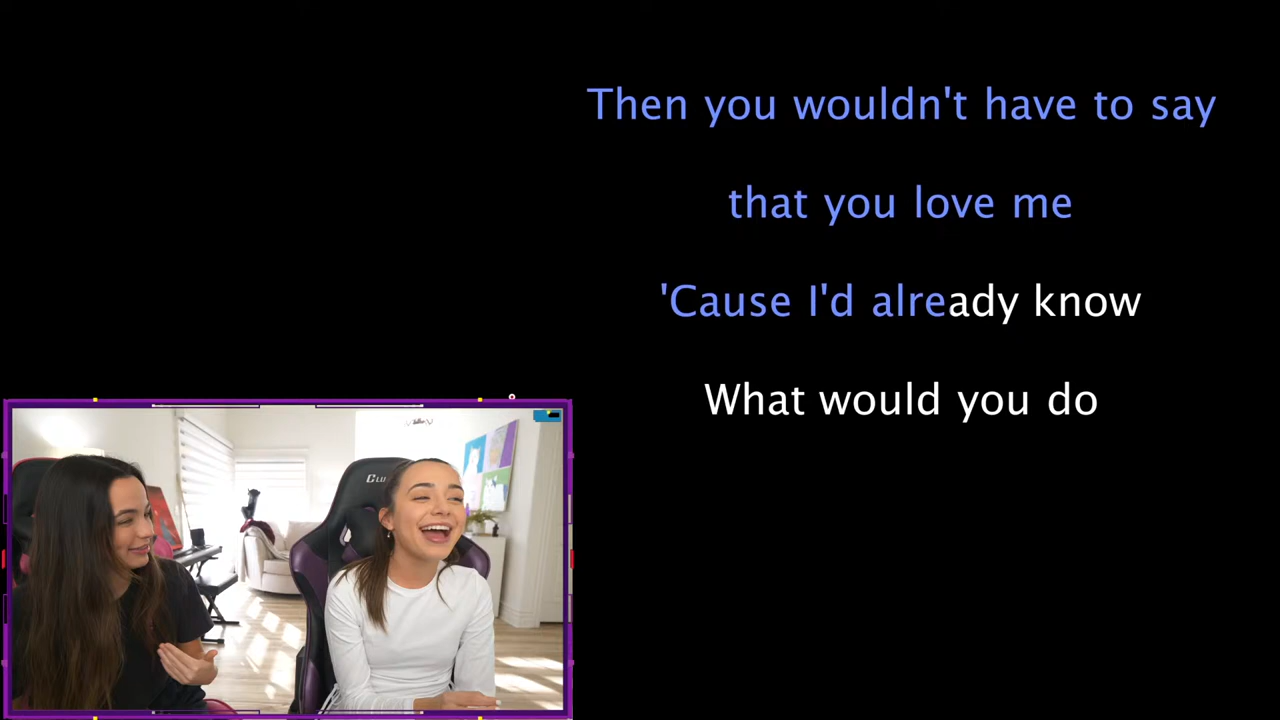 Then you wouldn't have to say
that you love me
'Cause I'd already know
What would you do